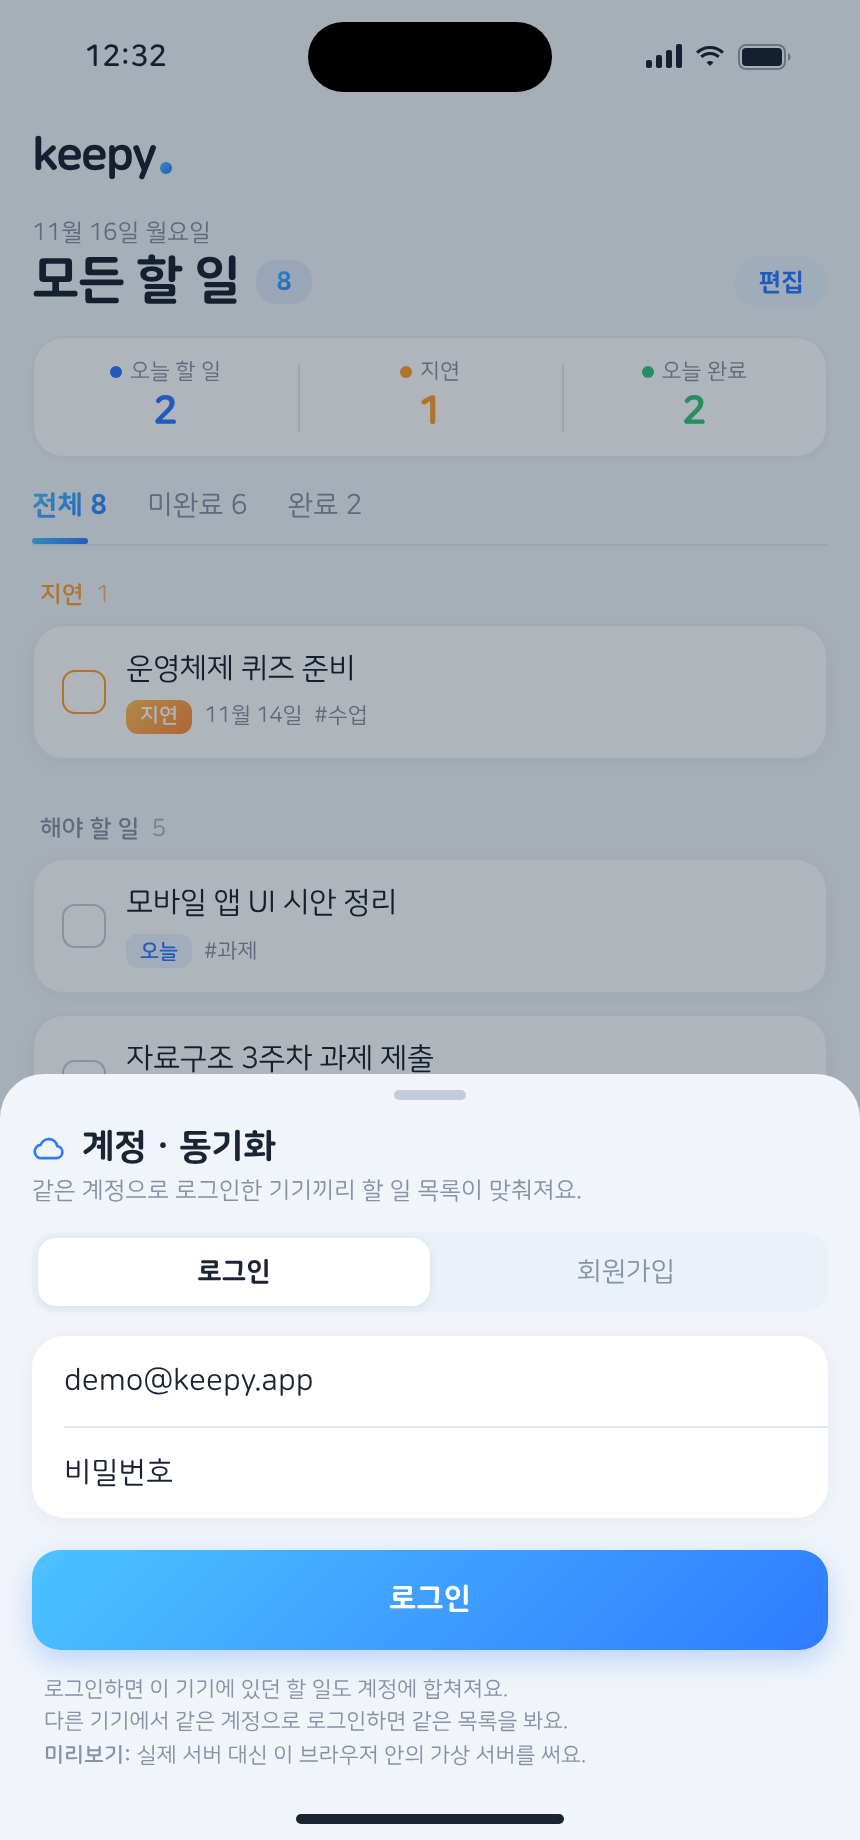 12:32
keepy.
11월 16일 월요일
모든 할 일 8 편집
오늘 할 일 지연 오늘 완료
2 1 2
전체 8 미완료 6 완료 2
지연 1
운영체제 퀴즈 준비
지연 11월 14일 #수업
해야 할 일 5
모바일 앱 UI 시안 정리
오늘 #과제
자료구조 3주차 과제 제출
계정 · 동기화
같은 계정으로 로그인한 기기끼리 할 일 목록이 맞춰져요.
로그인 회원가입
demo@keepy.app
비밀번호
로그인
로그인하면 이 기기에 있던 할 일도 계정에 합쳐져요.
다른 기기에서 같은 계정으로 로그인하면 같은 목록을 봐요.
미리보기: 실제 서버 대신 이 브라우저 안의 가상 서버를 써요.